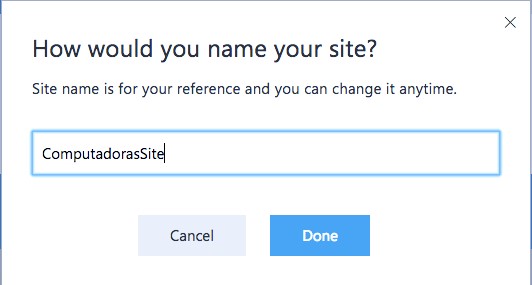 How would you name your site?
Site name is for your reference and you can change it anytime.
ComputadorasSite
Cancel
Done